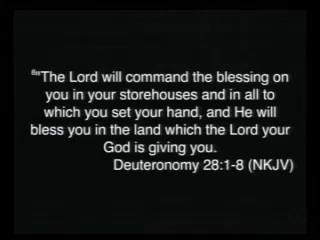 8"The Lord will command the blessing on
you in your storehouses and in all to
which you set your hand, and He will
bless you in the land which the Lord your
God is giving you.
Deuteronomy 28:1-8 (NKJV)